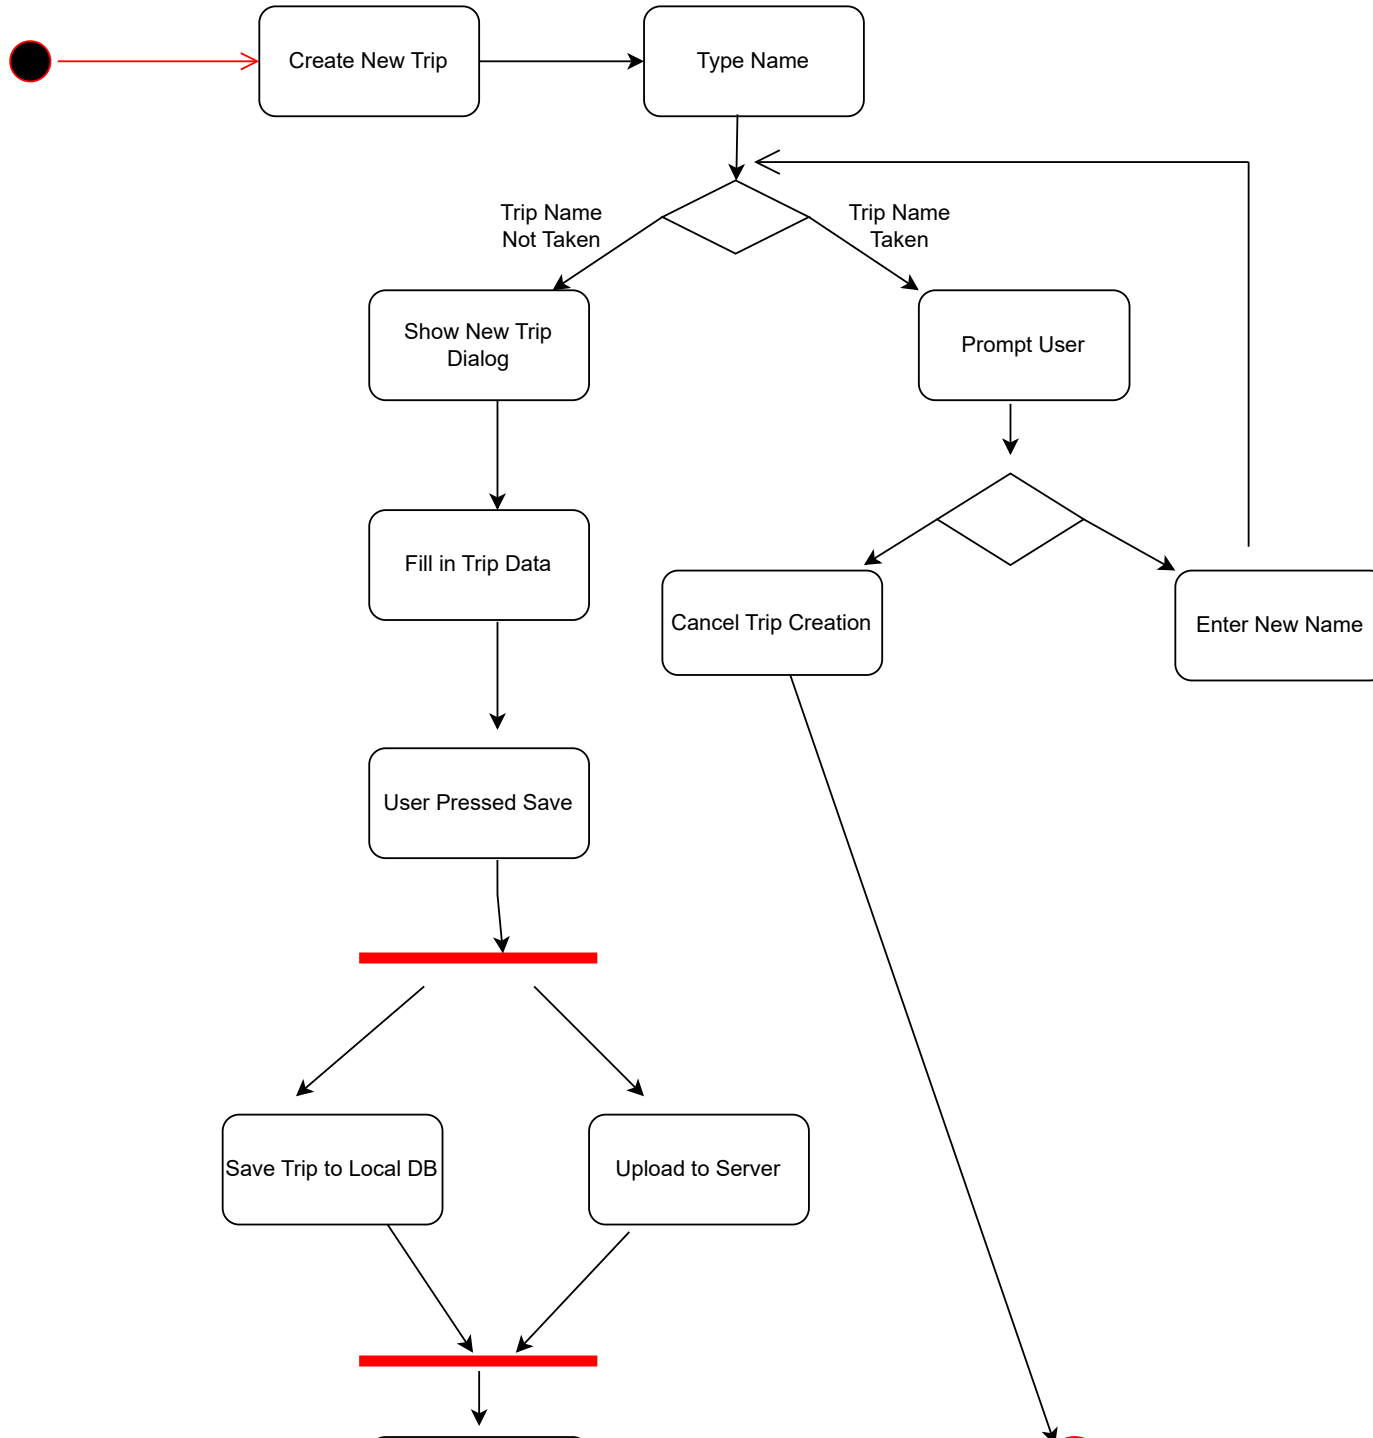 Create New Trip
Type Name
Trip Name
Not Taken
Trip Name
Taken
Show New Trip
Dialog
Prompt User
Fill in Trip Data
Cancel Trip Creation
Enter New Name
User Pressed Save
Save Trip to Local DB
Upload to Server